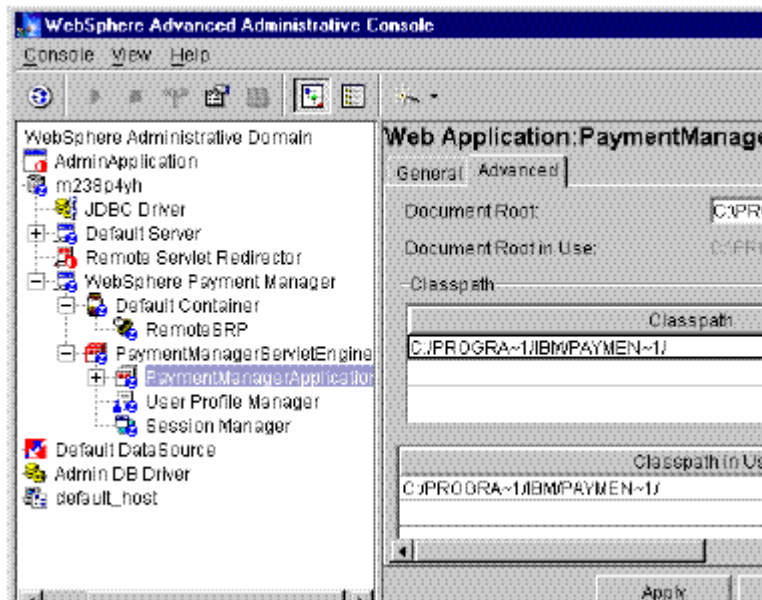 WebSphere Advanced Administrative Console
Console View Help
WebSphere Administrative Domain
AdminApplication
m238p4yh
JDBC Driver
Default Server
Remote Servlet Redirector
WebSphere Payment Manager
Default Container
RemoteSRP
PaymentManagerServletEngine
PaymentManagerApplication
User Profile Manager
Session Manager
Default DataSource
Admin DB Driver
default_host
Web Application:PaymentManage
General Advanced
Document Root: C:\PRO
Document Root in Use: C:\PR
Classpath
Classpath
C:/PROGRA~1/IBM/PAYMEN~1/
Classpath in Us
C:/PROGRA~1/IBM/PAYMEN~1/
Apply